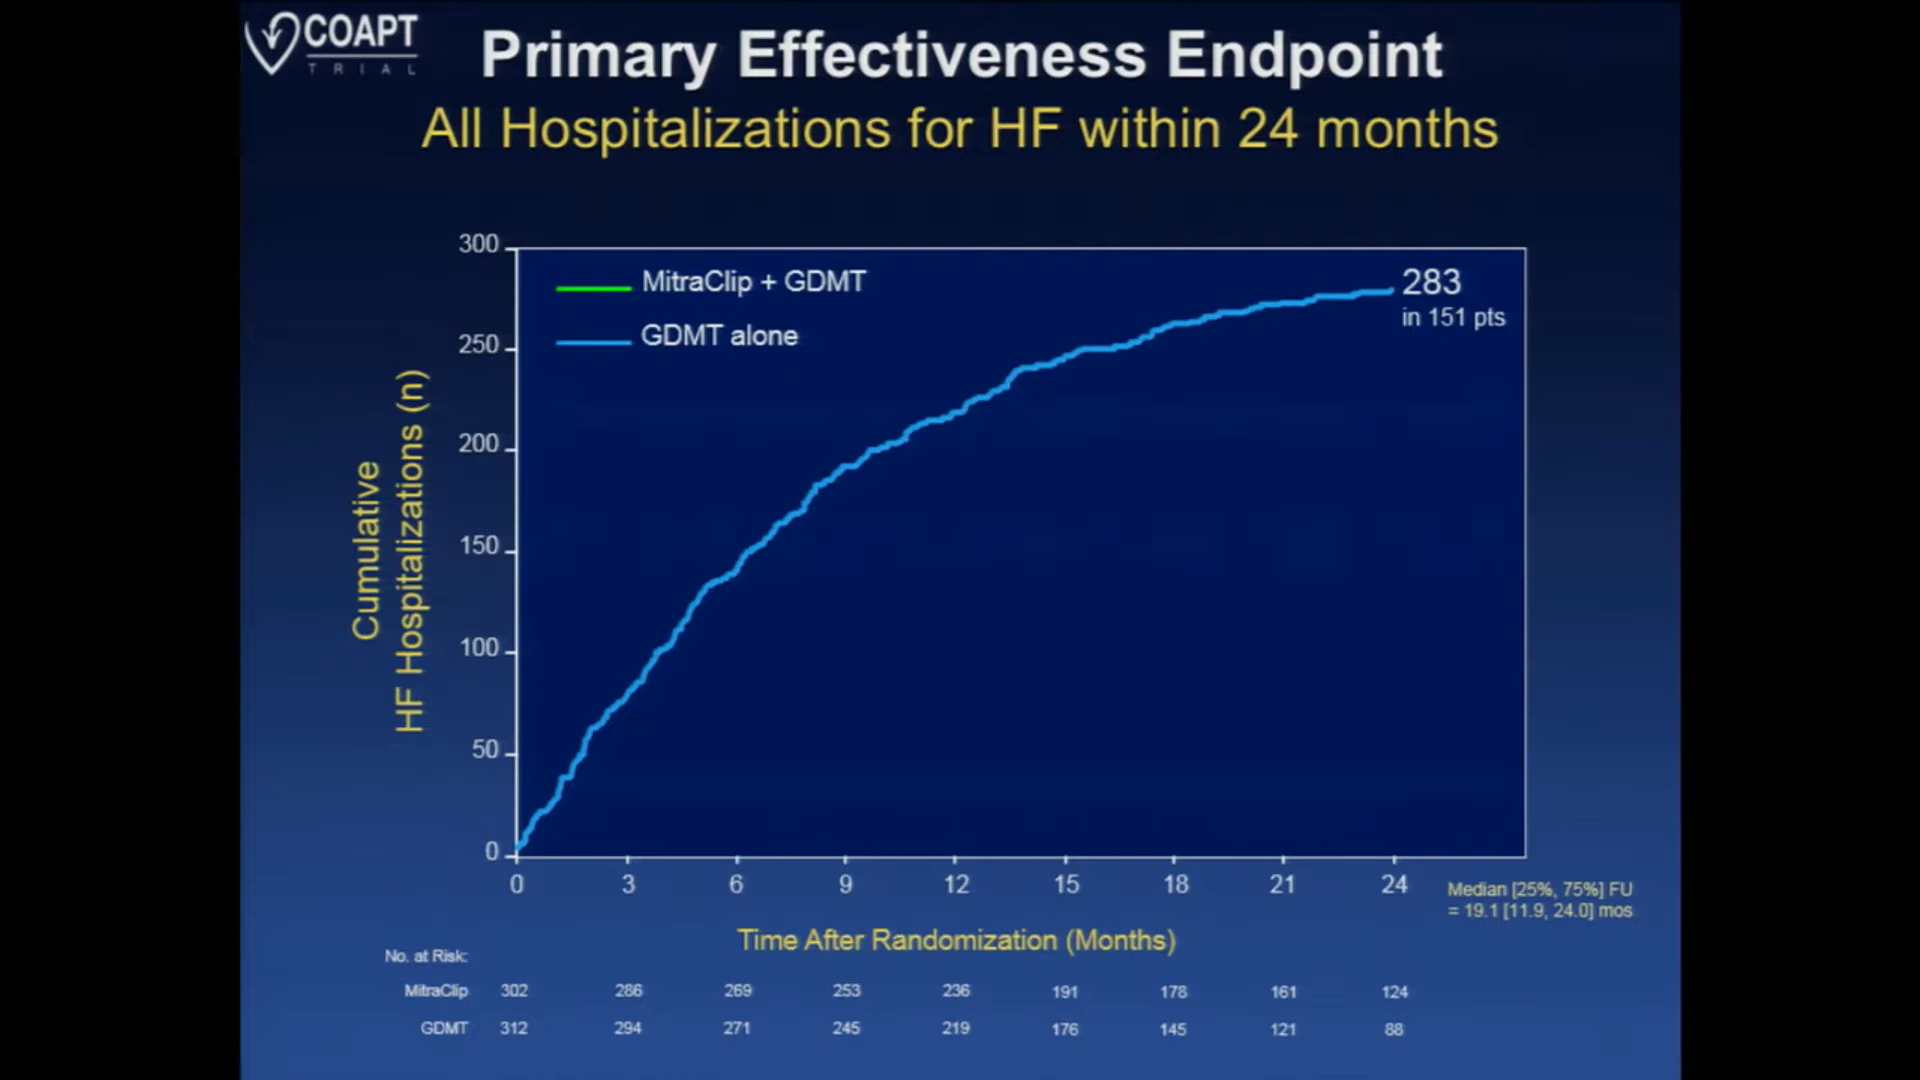 COAPT
TRIAL
Primary Effectiveness Endpoint
All Hospitalizations for HF within 24 months
300
250
200
150
100
50
0
Cumulative
HF Hospitalizations (n)
MitraClip + GDMT
GDMT alone
283
in 151 pts
0 3 6 9 12 15 18 21 24
Median [25%, 75%] FU
= 19.1 [11.9, 24.0] mos
Time After Randomization (Months)
No. at Risk:
MitraClip 302 286 269 253 236 191 178 161 124
GDMT 312 294 271 245 219 176 145 121 88